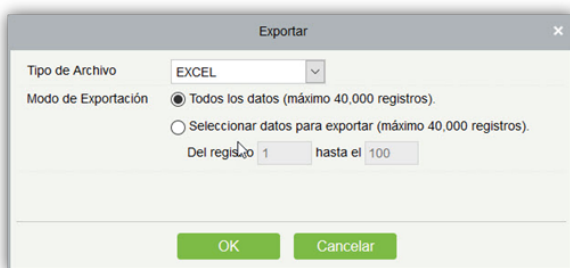 Exportar
Tipo de Archivo EXCEL
Modo de Exportación Todos los datos (máximo 40,000 registros).
Seleccionar datos para exportar (máximo 40,000 registros).
Del registro 1 hasta el 100
OK Cancelar